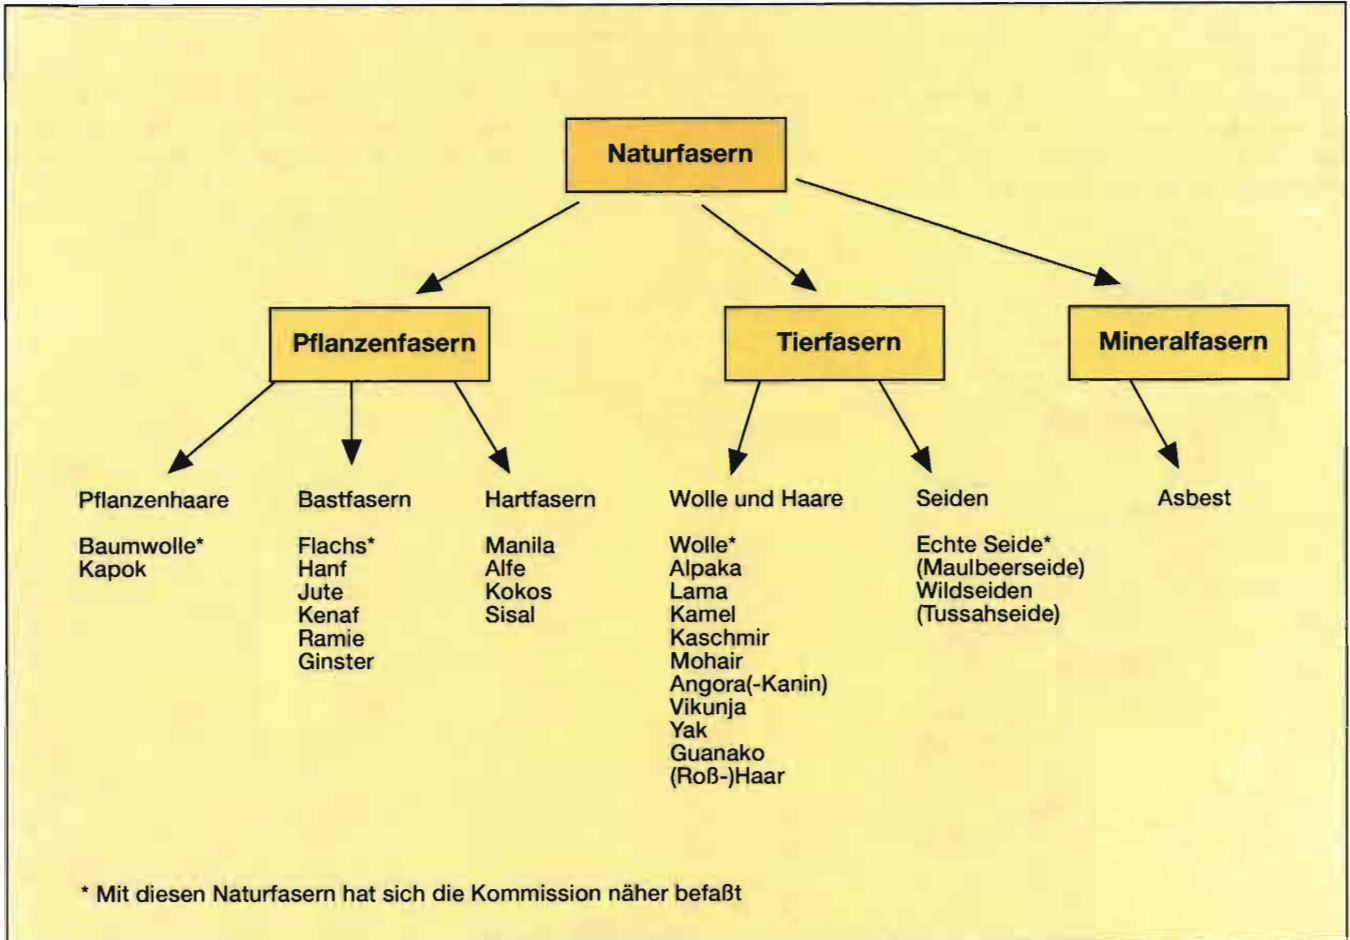 Naturfasern
Pflanzenfasern
Tierfasern
Mineralfasern
Pflanzenhaare
Baumwolle*
Kapok
Bastfasern
Flachs*
Hanf
Jute
Kenaf
Ramie
Ginster
Hartfasern
Manila
Alfe
Kokos
Sisal
Wolle und Haare
Wolle*
Alpaka
Lama
Kamel
Kaschmir
Mohair
Angora(-Kanin)
Vikunja
Yak
Guanako
(Roß-)Haar
Seiden
Echte Seide*
(Maulbeerseide)
Wildseiden
(Tussahseide)
Asbest
* Mit diesen Naturfasern hat sich die Kommission näher befaßt